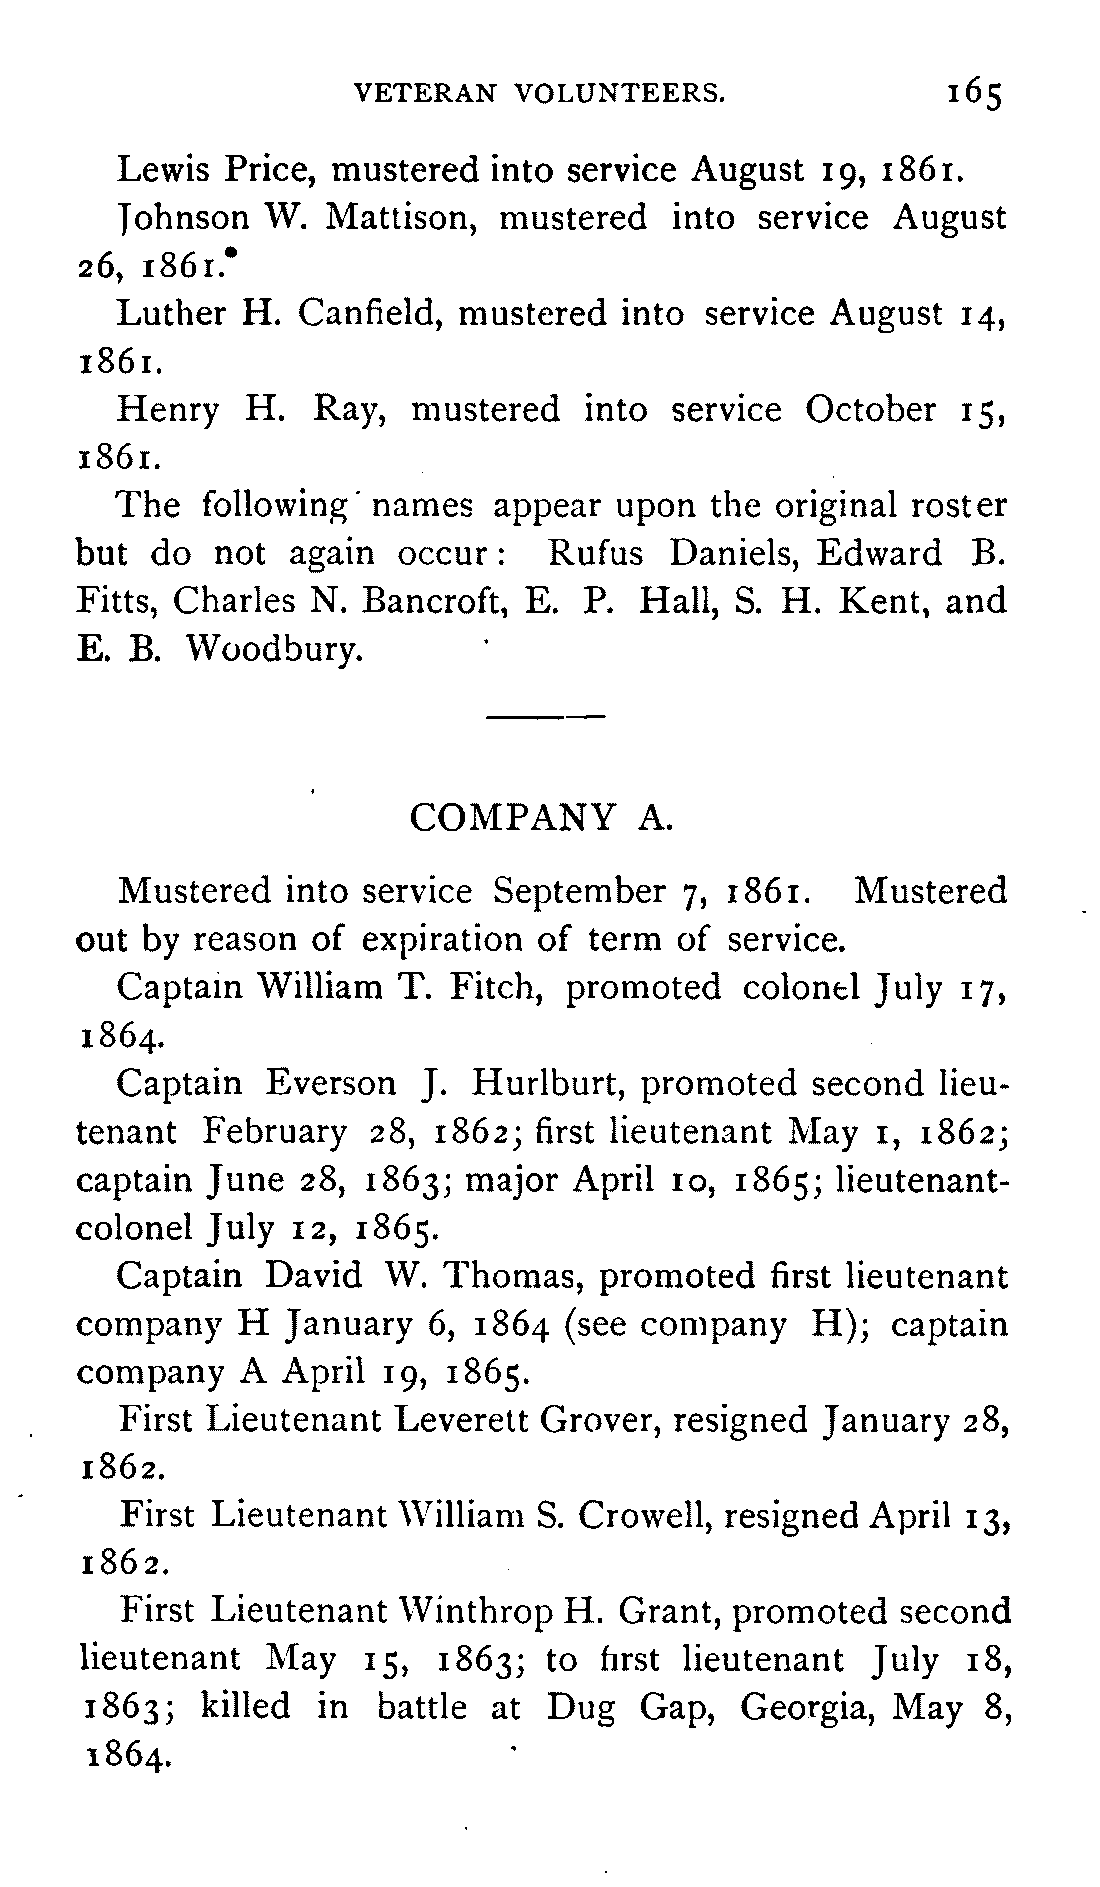 VETERAN VOLUNTEERS. 165
Lewis Price, mustered into service August 19, 1861.
Johnson W. Mattison, mustered into service August
26, 1861.
Luther H. Canfield, mustered into service August 14,
1861.
Henry H. Ray, mustered into service October 15,
1861.
The following names appear upon the original roster
but do not again occur: Rufus Daniels, Edward B.
Fitts, Charles N. Bancroft, E. P. Hall, S. H. Kent, and
E. B. Woodbury.
COMPANY A.
Mustered into service September 7, 1861. Mustered
out by reason of expiration of term of service.
Captain William T. Fitch, promoted colonel July 17,
1864.
Captain Everson J. Hurlburt, promoted second lieu-
tenant February 28, 1862; first lieutenant May 1, 1862;
captain June 28, 1863; major April 10, 1865; lieutenant-
colonel July 12, 1865.
Captain David W. Thomas, promoted first lieutenant
company H January 6, 1864 (see company H); captain
company A April 19, 1865.
First Lieutenant Leverett Grover, resigned January 28,
1862.
First Lieutenant William S. Crowell, resigned April 13,
1862.
First Lieutenant Winthrop H. Grant, promoted second
lieutenant May 15, 1863; to first lieutenant July 18,
1863; killed in battle at Dug Gap, Georgia, May 8,
1864.